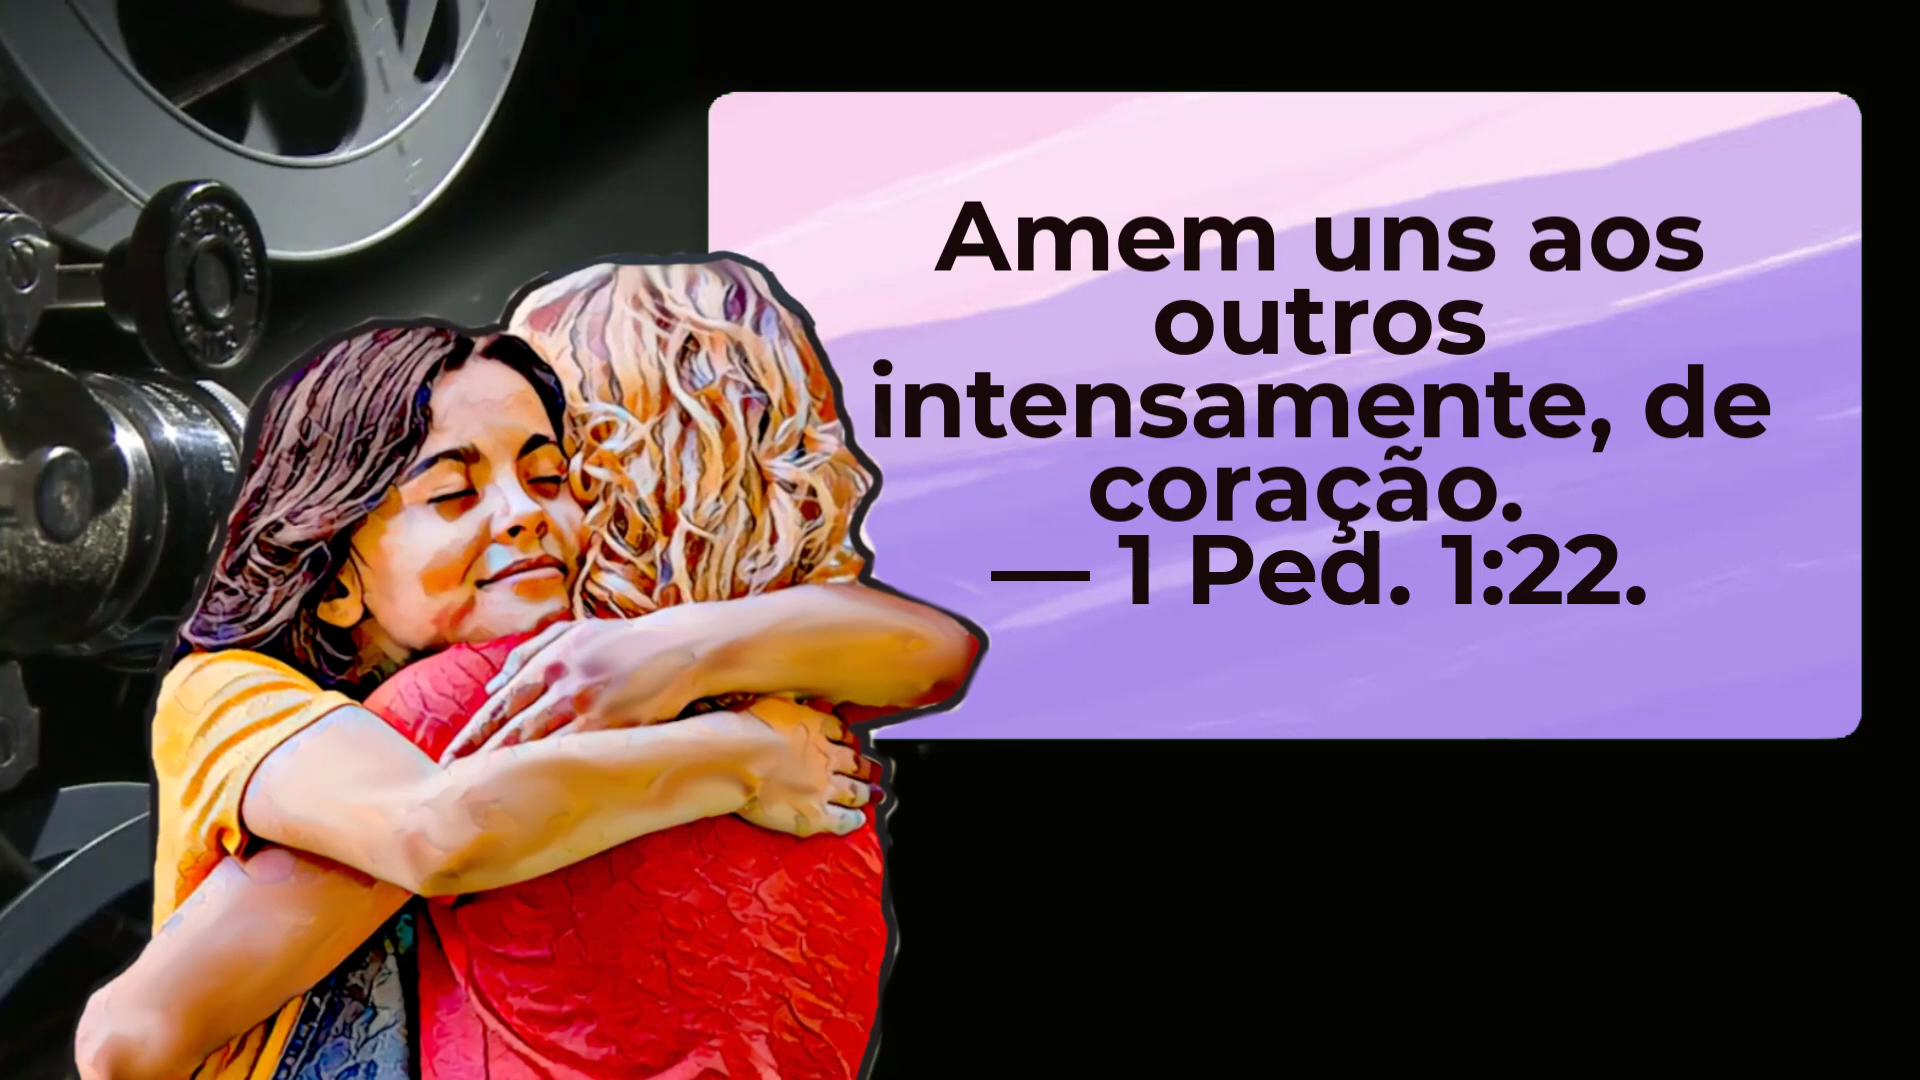 Amem uns aos
outros
intensamente, de
coração.
— 1 Ped. 1:22.